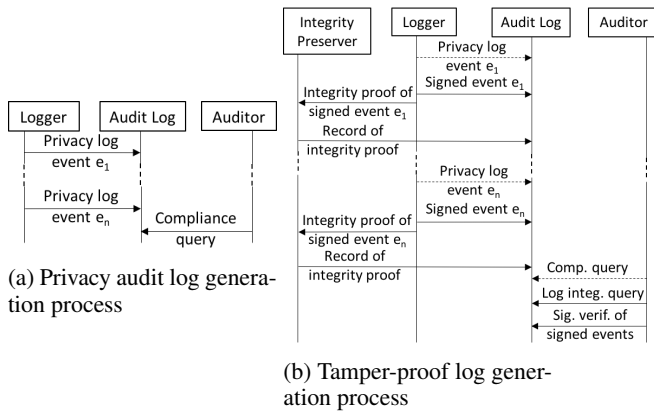 Logger
Audit Log
Auditor
Privacy log
event e1
Privacy log
event en
Compliance
query
(a) Privacy audit log genera-
tion process
Integrity
Preserver
Logger
Audit Log
Auditor
Privacy log
event e1
Signed event e1
Integrity proof of
signed event e1
Record of
integrity proof
Privacy log
event en
Signed event en
Integrity proof of
signed event en
Record of
integrity proof
Comp. query
Log integ. query
Sig. verif. of
signed events
(b) Tamper-proof log gener-
ation process